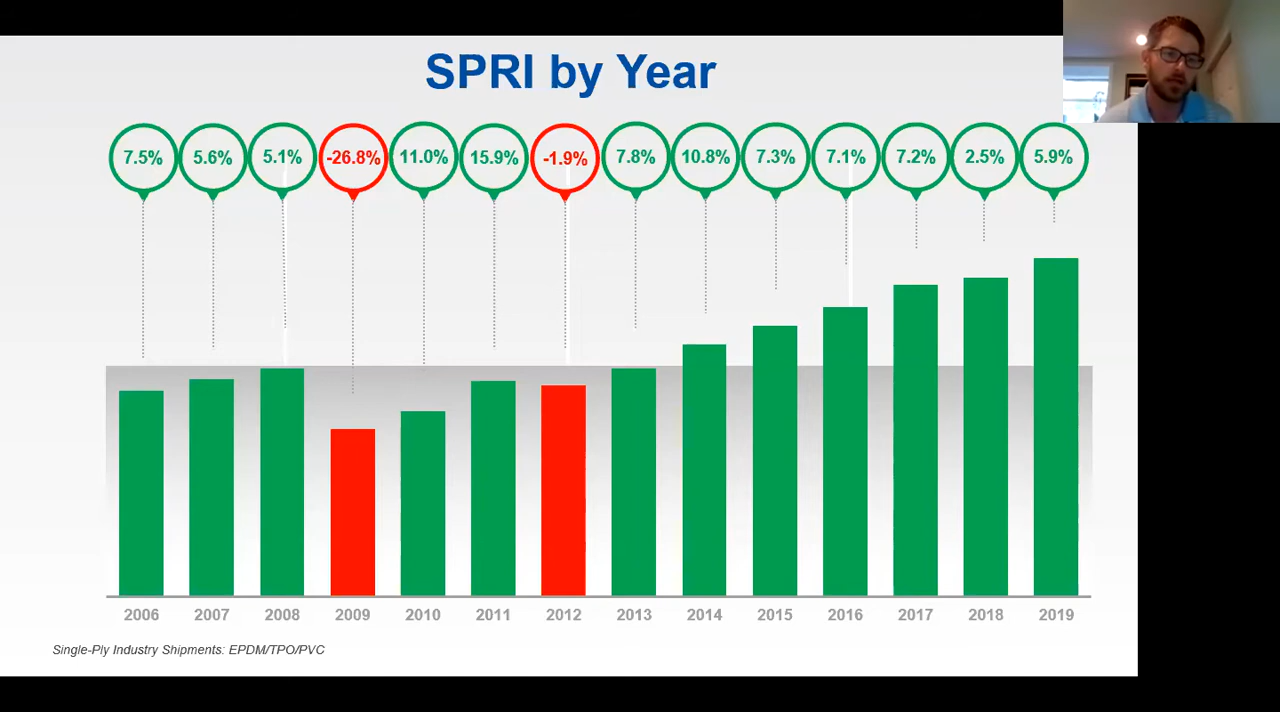 SPRI by Year
7.5% 5.6% 5.1% -26.8% 11.0% 15.9% -1.9% 7.8% 10.8% 7.3% 7.1% 7.2% 2.5% 5.9%
2006 2007 2008 2009 2010 2011 2012 2013 2014 2015 2016 2017 2018 2019
Single-Ply Industry Shipments: EPDM/TPO/PVC